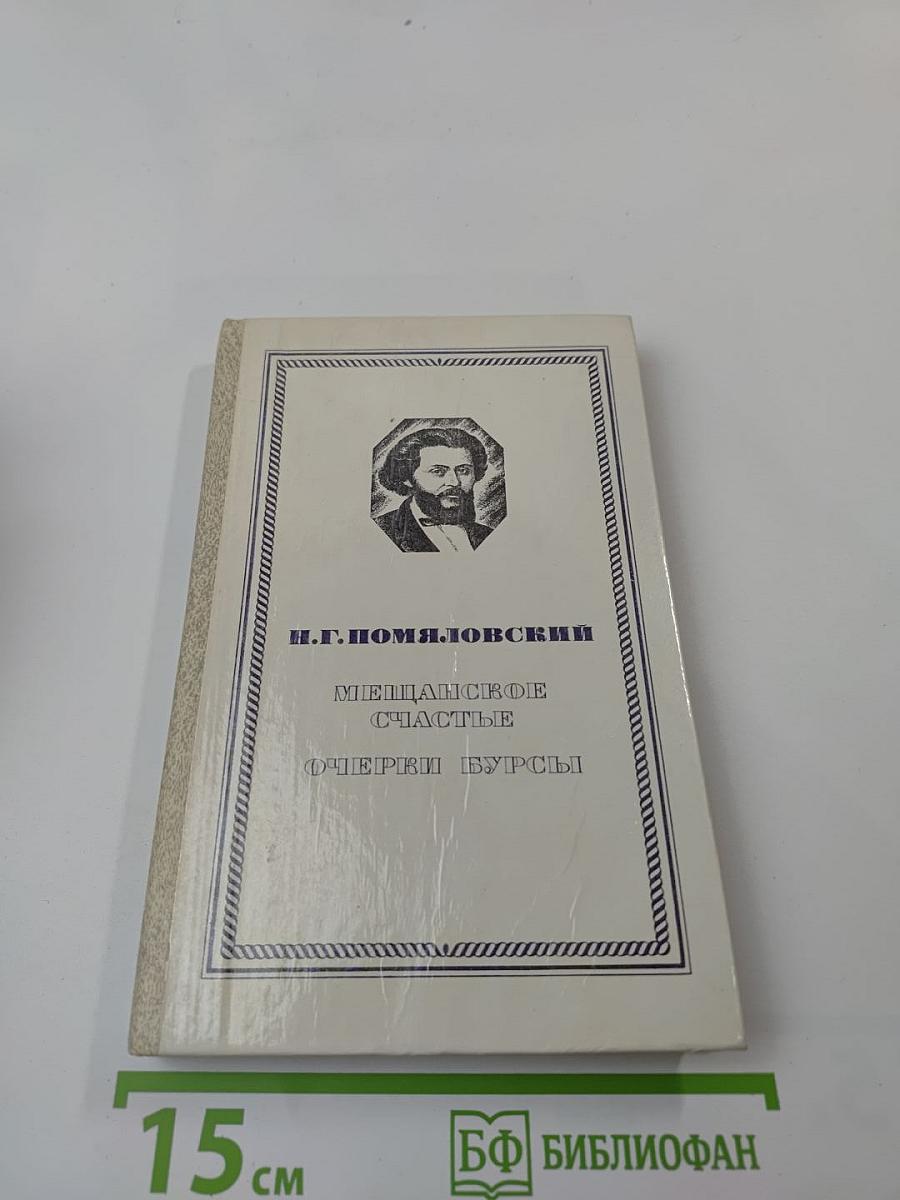 Н.Г.ПОМЯЛОВСКИЙ
МЕЩАНСКОЕ
СЧАСТЬЕ
ОЧЕРКИ БУРСЫ
15 см
БФ БИБЛИОФАН